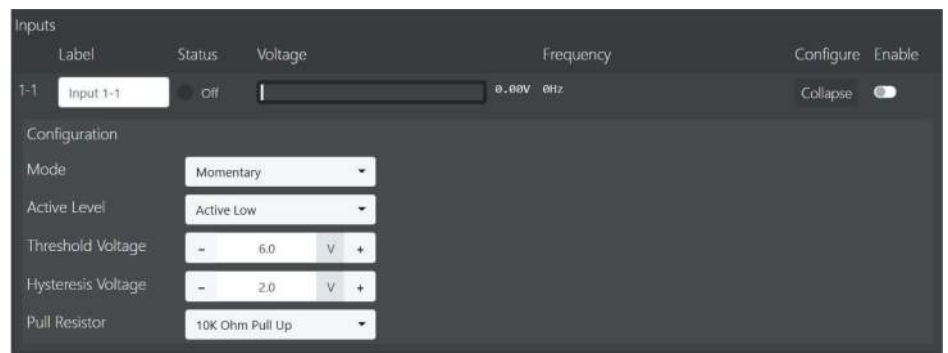 Inputs
Label Status Voltage Frequency Configure Enable
1-1 Input 1-1 Off 0.00V 0Hz Collapse
Configuration
Mode Momentary
Active Level Active Low
Threshold Voltage - 6.0 V +
Hysteresis Voltage - 2.0 V +
Pull Resistor 10K Ohm Pull Up